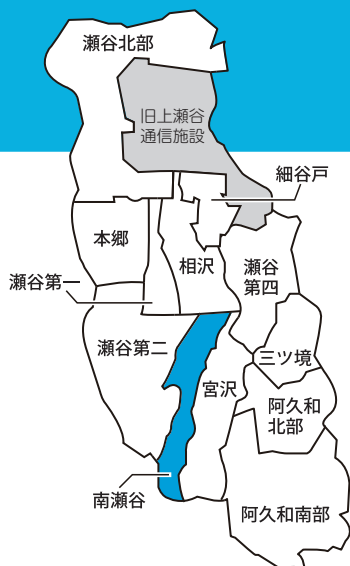 瀬谷北部
旧上瀬谷
通信施設
細谷戸
本郷
相沢
瀬谷
第四
瀬谷第一
瀬谷第二
三ツ境
宮沢
阿久和
北部
南瀬谷
阿久和南部